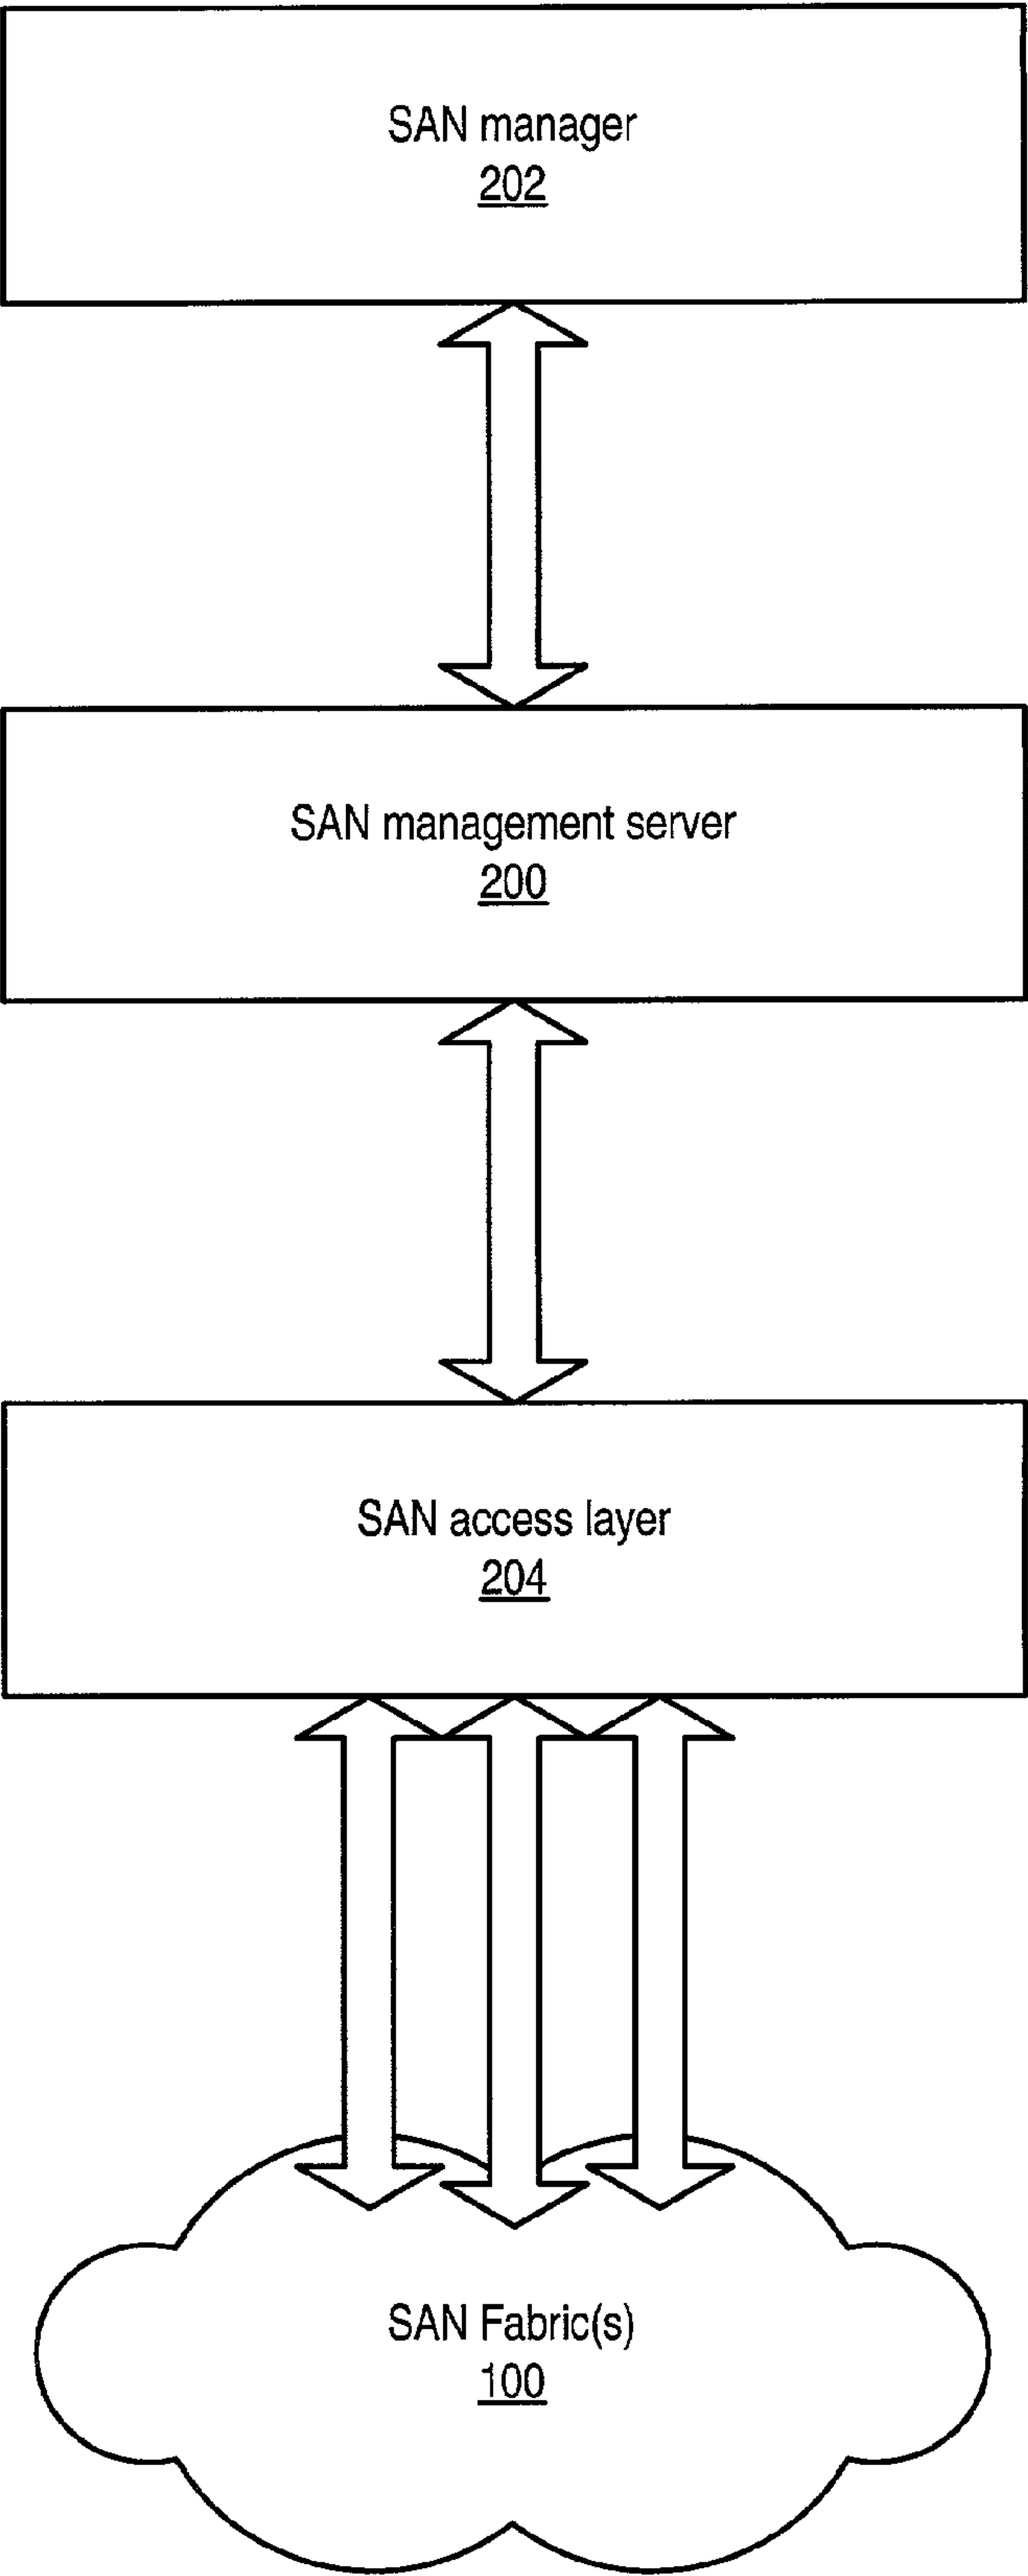 SAN manager
202
SAN management server
200
SAN access layer
204
SAN Fabric(s)
100